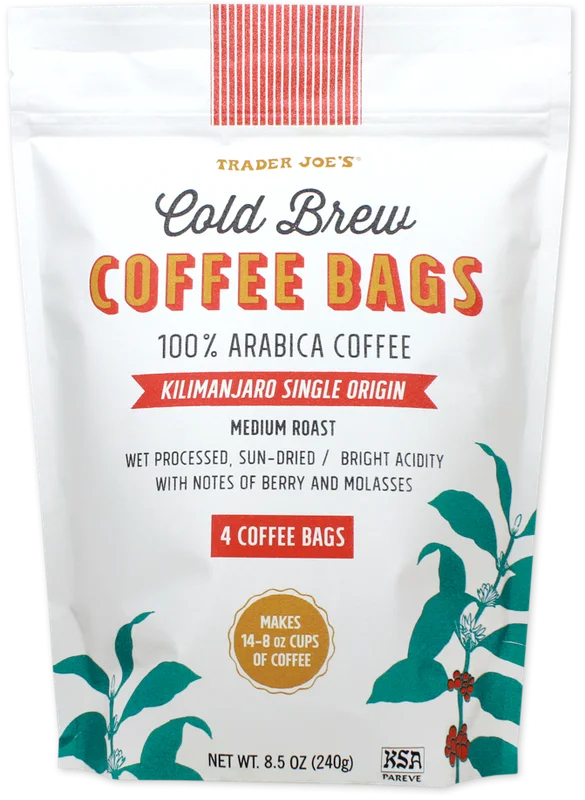 TRADER JOE'S®
Cold Brew
COFFEE BAGS
100% ARABICA COFFEE
KILIMANJARO SINGLE ORIGIN
MEDIUM ROAST
WET PROCESSED, SUN-DRIED / BRIGHT ACIDITY
WITH NOTES OF BERRY AND MOLASSES
4 COFFEE BAGS
MAKES
14-8 oz CUPS
OF COFFEE
NET WT. 8.5 OZ (240g)
KSA
PAREVE